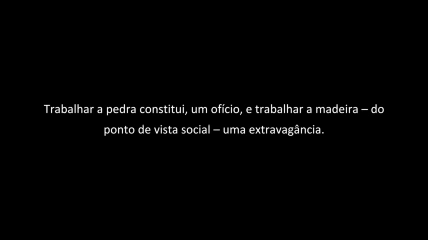 Trabalhar a pedra constitui, um ofício, e trabalhar a madeira – do
ponto de vista social – uma extravagância.